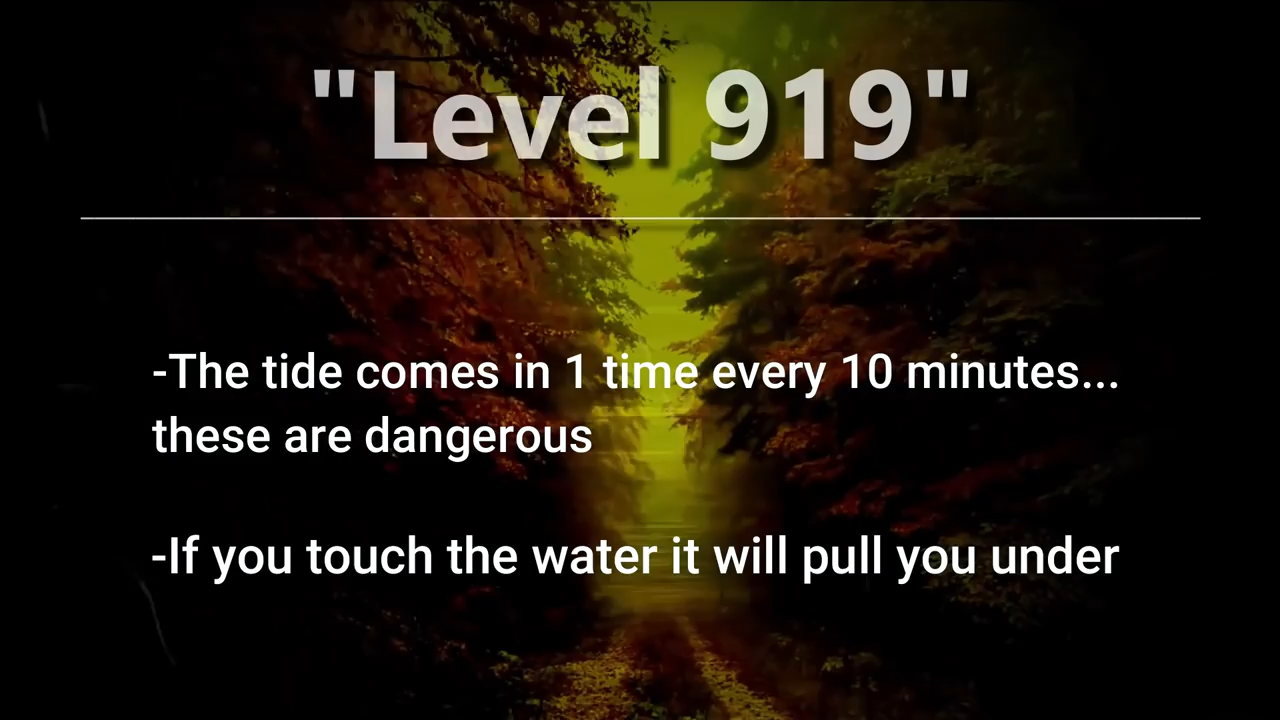 "Level 919"
-The tide comes in 1 time every 10 minutes...
these are dangerous
-If you touch the water it will pull you under